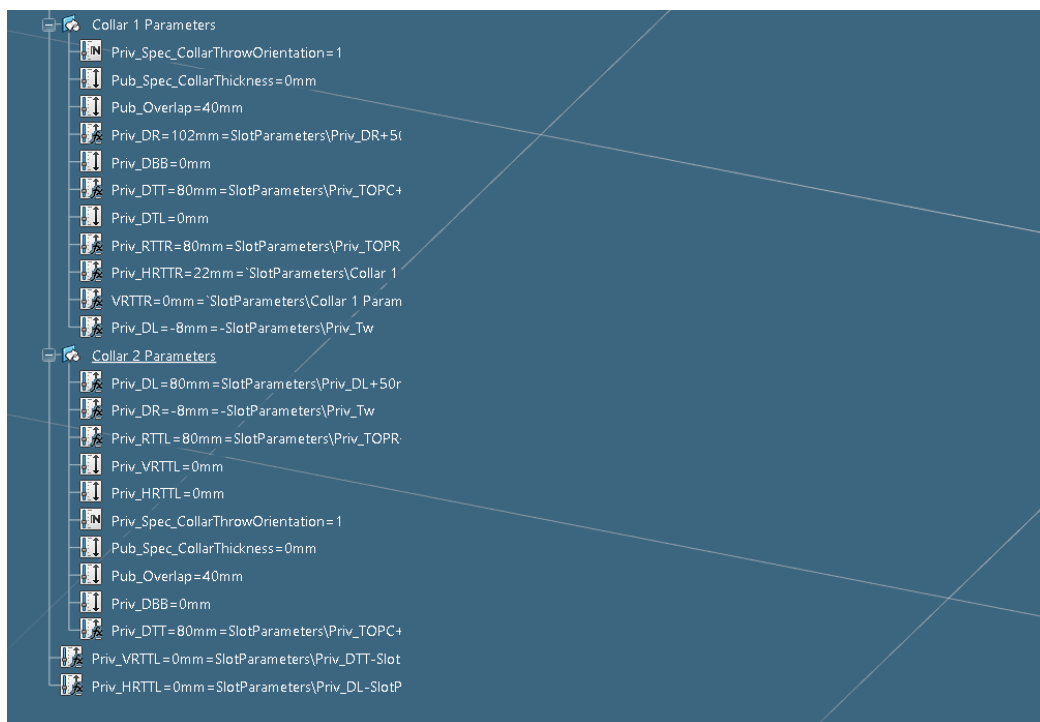 Collar 1 Parameters
Priv_Spec_CollarThrowOrientation=1
Pub_Spec_CollarThickness=0mm
Pub_Overlap=40mm
Priv_DR=102mm=SlotParameters\Priv_DR+50
Priv_DBB=0mm
Priv_DTT=80mm=SlotParameters\Priv_TOPC+
Priv_DTL=0mm
Priv_RTTR=80mm=SlotParameters\Priv_TOPR
Priv_HRTTR=22mm=`SlotParameters\Collar 1
VRTTR=0mm=`SlotParameters\Collar 1 Param
Priv_DL=-8mm=-SlotParameters\Priv_Tw
Collar 2 Parameters
Priv_DL=80mm=SlotParameters\Priv_DL+50r
Priv_DR=-8mm=-SlotParameters\Priv_Tw
Priv_RTTL=80mm=SlotParameters\Priv_TOPR-
Priv_VRTTL=0mm
Priv_HRTTL=0mm
Priv_Spec_CollarThrowOrientation=1
Pub_Spec_CollarThickness=0mm
Pub_Overlap=40mm
Priv_DBB=0mm
Priv_DTT=80mm=SlotParameters\Priv_TOPC+
Priv_VRTTL=0mm=SlotParameters\Priv_DTT-Slot
Priv_HRTTL=0mm=SlotParameters\Priv_DL-SlotP